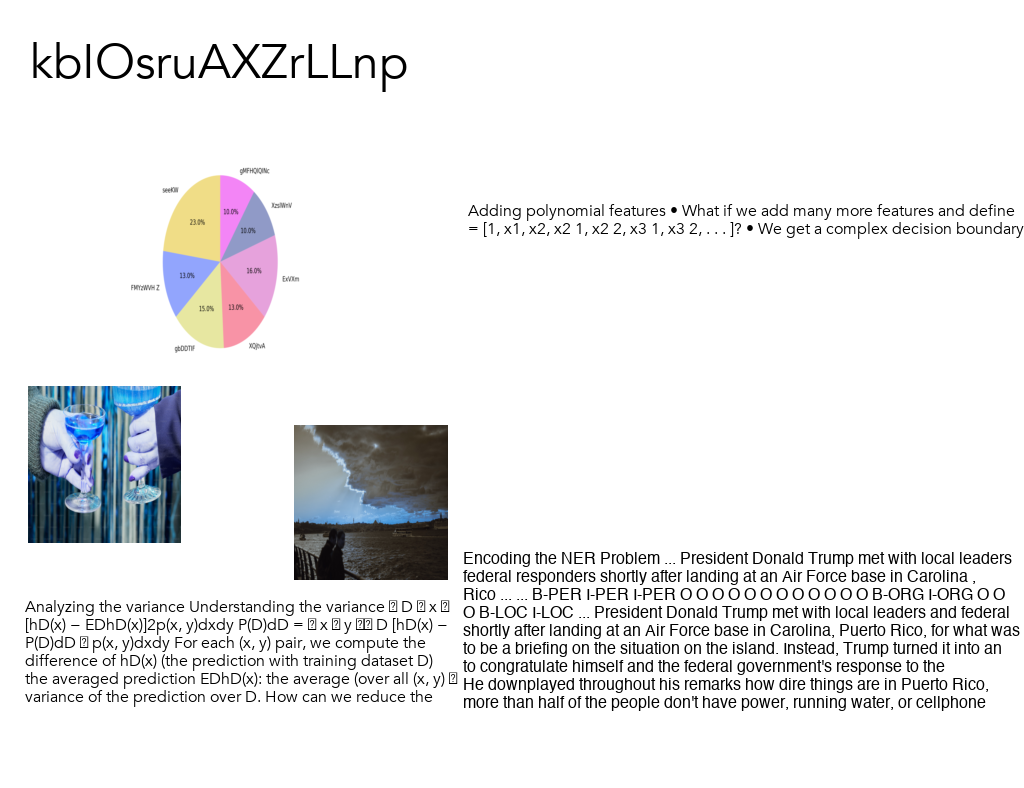 kbIOsruAXZrLLnp
gMFHQIQINc
seeKW
XzsIWnV
10.0%
23.0%
10.0%
16.0%
13.0%
ExVXm
FMYzWVH Z
15.0%
13.0%
gbDDTIF
XQjtvA
Adding polynomial features • What if we add many more features and define
= [1, x1, x2, x2 1, x2 2, x3 1, x3 2, . . . ]? • We get a complex decision boundary
Analyzing the variance Understanding the variance � D � x �
[hD(x) − EDhD(x)]2p(x, y)dxdy P(D)dD = � x � y �� D [hD(x) −
P(D)dD � p(x, y)dxdy For each (x, y) pair, we compute the
difference of hD(x) (the prediction with training dataset D)
the averaged prediction EDhD(x): the average (over all (x, y) �
variance of the prediction over D. How can we reduce the
Encoding the NER Problem ... President Donald Trump met with local leaders
federal responders shortly after landing at an Air Force base in Carolina ,
Rico ... ... B-PER I-PER I-PER O O O O O O O O O O O O B-ORG I-ORG O O
O B-LOC I-LOC ... President Donald Trump met with local leaders and federal
shortly after landing at an Air Force base in Carolina, Puerto Rico, for what was
to be a briefing on the situation on the island. Instead, Trump turned it into an
to congratulate himself and the federal government's response to the
He downplayed throughout his remarks how dire things are in Puerto Rico,
more than half of the people don't have power, running water, or cellphone